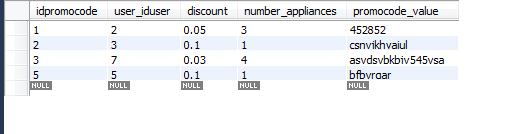 idpromocode user_iduser discount number_appliances promocode_value
1 2 0.05 3 452852
2 3 0.1 1 csnvikhvaiul
3 7 0.03 4 asvdsvbkbiv545vsa
5 5 0.1 1 bfbvrqar
NULL NULL NULL NULL NULL